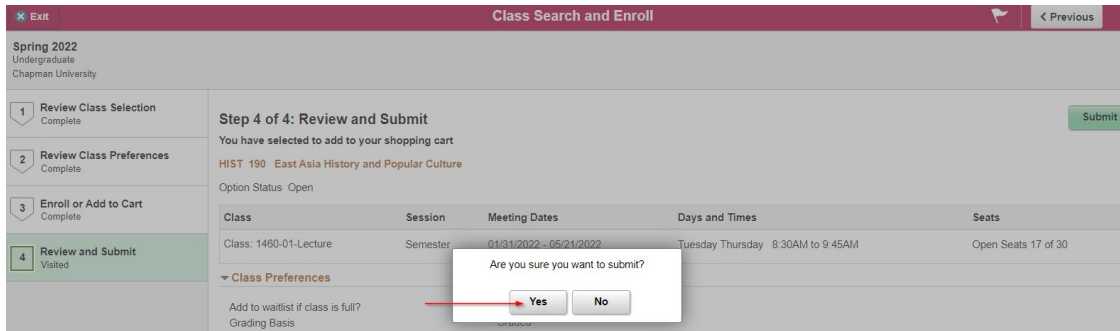 Exit
Class Search and Enroll
Previous
Spring 2022
Undergraduate
Chapman University
1 Review Class Selection
Complete
2 Review Class Preferences
Complete
3 Enroll or Add to Cart
Complete
4 Review and Submit
Visited
Step 4 of 4: Review and Submit
Submit
You have selected to add to your shopping cart
HIST 190 East Asia History and Popular Culture
Option Status Open
Class Session Meeting Dates Days and Times Seats
Class: 1460-01-Lecture Semester 01/31/2022 - 05/21/2022 Tuesday Thursday 8:30AM to 9:45AM Open Seats 17 of 30
Class Preferences
Add to waitlist if class is full?
Grading Basis Graded
Are you sure you want to submit?
Yes No